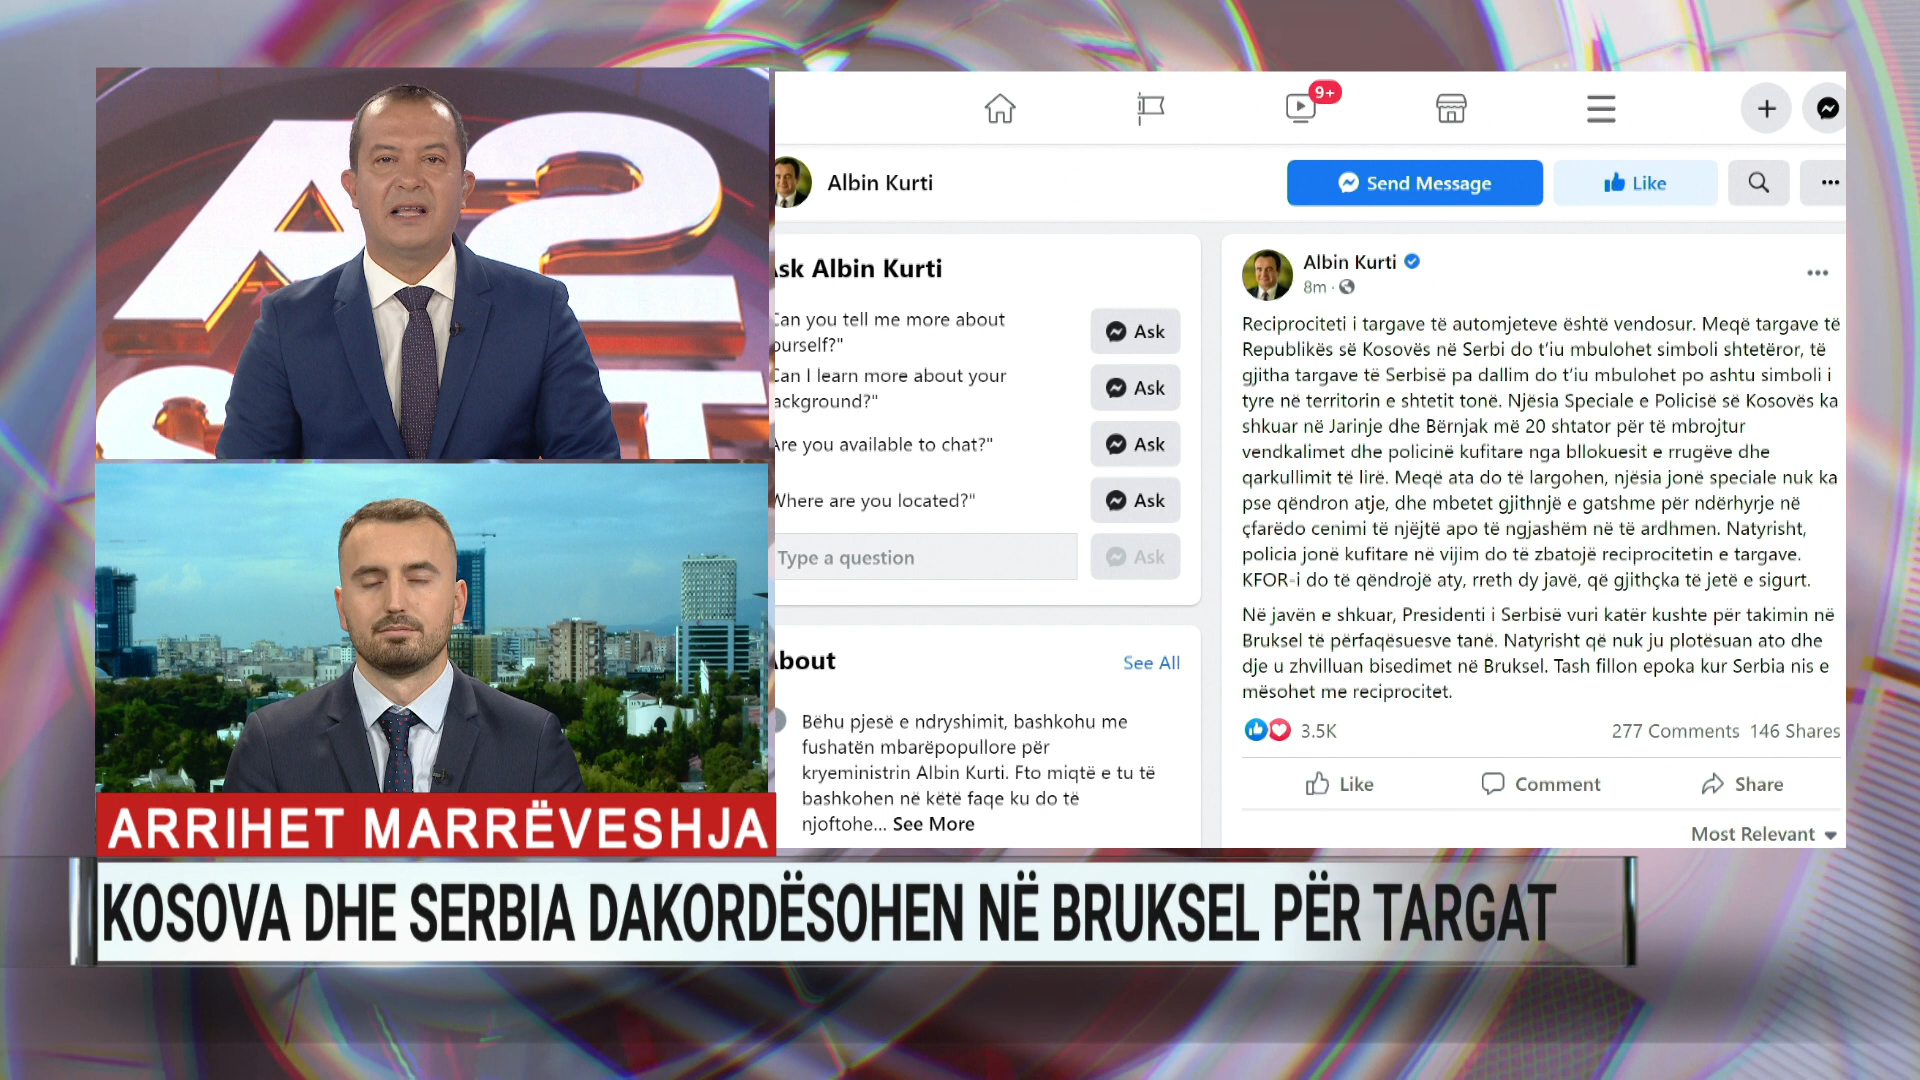 A2
9+
Albin Kurti
Send Message
Like
Ask Albin Kurti
Can you tell me more about
yourself?"
Ask
Can I learn more about your
background?"
Ask
Are you available to chat?"
Ask
Where are you located?"
Ask
Type a question
Ask
About
See All
Bëhu pjesë e ndryshimit, bashkohu me
fushatën mbarëpopullore për
kryeministrin Albin Kurti. Fto miqtë e tu të
bashkohen në këtë faqe ku do të
njoftohe... See More
Albin Kurti
8m
Reciprociteti i targave të automjeteve është vendosur. Meqë targave të
Republikës së Kosovës në Serbi do t'iu mbulohet simboli shtetëror, të
gjitha targave të Serbisë pa dallim do t'iu mbulohet po ashtu simboli i
tyre në territorin e shtetit tonë. Njësia Speciale e Policisë së Kosovës ka
shkuar në Jarinje dhe Bërnjak më 20 shtator për të mbrojtur
vendkalimet dhe policinë kufitare nga bllokuesit e rrugëve dhe
qarkullimit të lirë. Meqë ata do të largohen, njësia jonë speciale nuk ka
pse qëndron atje, dhe mbetet gjithnjë e gatshme për ndërhyrje në
çfarëdo cenimi të njëjtë apo të ngjashëm në të ardhmen. Natyrisht,
policia jonë kufitare në vijim do të zbatojë reciprocitetin e targave.
KFOR-i do të qëndrojë aty, rreth dy javë, që gjithçka të jetë e sigurt.
Në javën e shkuar, Presidenti i Serbisë vuri katër kushte për takimin në
Bruksel të përfaqësuesve tanë. Natyrisht që nuk ju plotësuan ato dhe
dje u zhvilluan bisedimet në Bruksel. Tash fillon epoka kur Serbia nis e
mësohet me reciprocitet.
3.5K
277 Comments 146 Shares
Like
Comment
Share
Most Relevant
ARRIHET MARRËVESHJA
KOSOVA DHE SERBIA DAKORDËSOHEN NË BRUKSEL PËR TARGAT